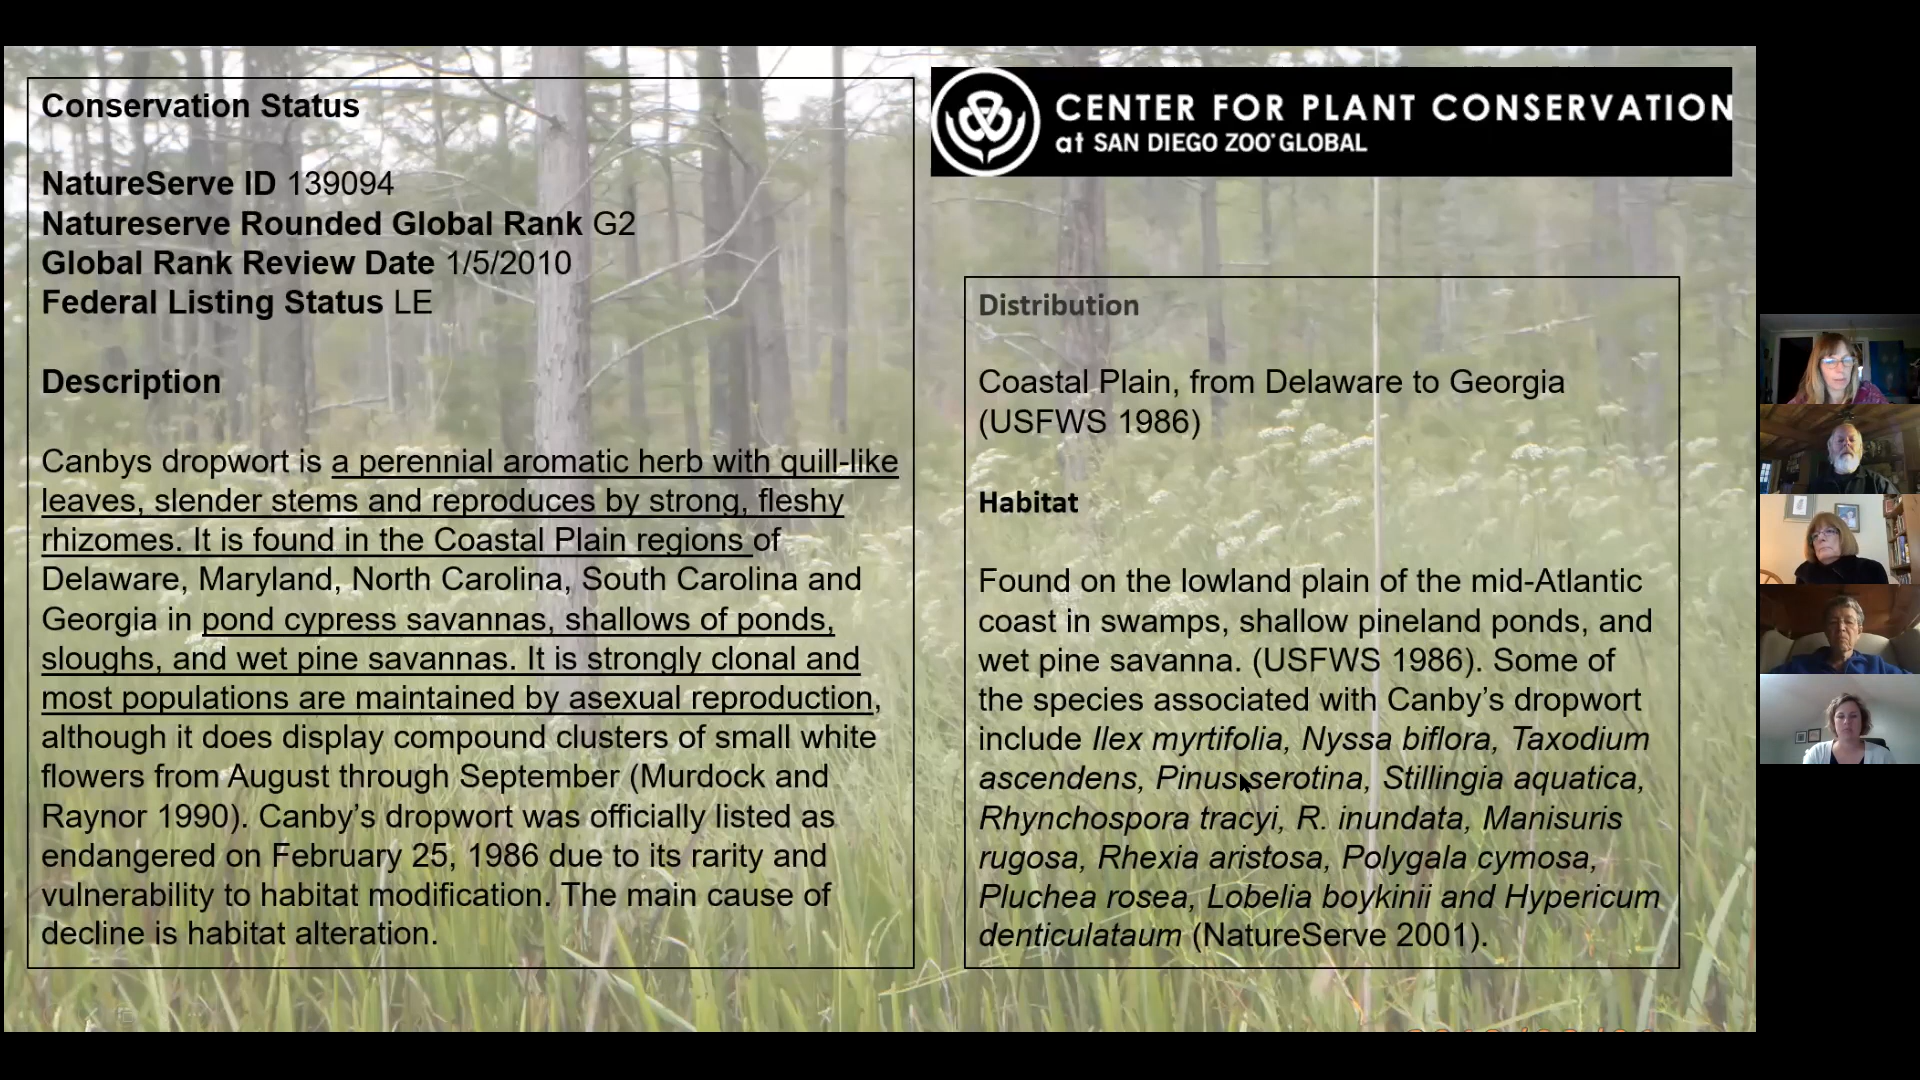 Conservation Status
NatureServe ID 139094
Natureserve Rounded Global Rank G2
Global Rank Review Date 1/5/2010
Federal Listing Status LE
Description
Canbys dropwort is a perennial aromatic herb with quill-like
leaves, slender stems and reproduces by strong, fleshy
rhizomes. It is found in the Coastal Plain regions of
Delaware, Maryland, North Carolina, South Carolina and
Georgia in pond cypress savannas, shallows of ponds,
sloughs, and wet pine savannas. It is strongly clonal and
most populations are maintained by asexual reproduction,
although it does display compound clusters of small white
flowers from August through September (Murdock and
Raynor 1990). Canby’s dropwort was officially listed as
endangered on February 25, 1986 due to its rarity and
vulnerability to habitat modification. The main cause of
decline is habitat alteration.
CENTER FOR PLANT CONSERVATION
at SAN DIEGO ZOO GLOBAL
Distribution
Coastal Plain, from Delaware to Georgia
(USFWS 1986)
Habitat
Found on the lowland plain of the mid-Atlantic
coast in swamps, shallow pineland ponds, and
wet pine savanna. (USFWS 1986). Some of
the species associated with Canby’s dropwort
include Ilex myrtifolia, Nyssa biflora, Taxodium
ascendens, Pinus serotina, Stillingia aquatica,
Rhynchospora tracyi, R. inundata, Manisuris
rugosa, Rhexia aristosa, Polygala cymosa,
Pluchea rosea, Lobelia boykinii and Hypericum
denticulataum (NatureServe 2001).